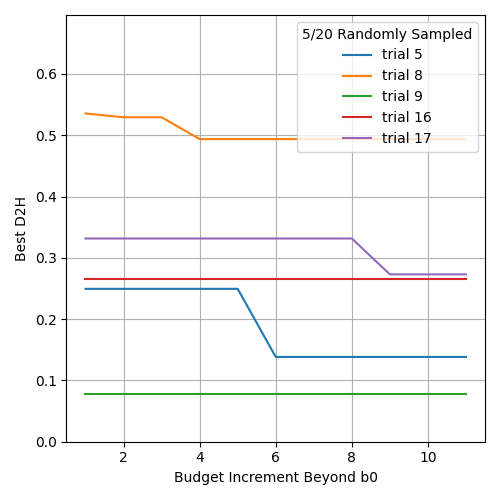 5/20 Randomly Sampled
trial 5
trial 8
trial 9
trial 16
trial 17
0.6
0.5
0.4
0.3
0.2
0.1
0.0
Best D2H
2 4 6 8 10
Budget Increment Beyond b0